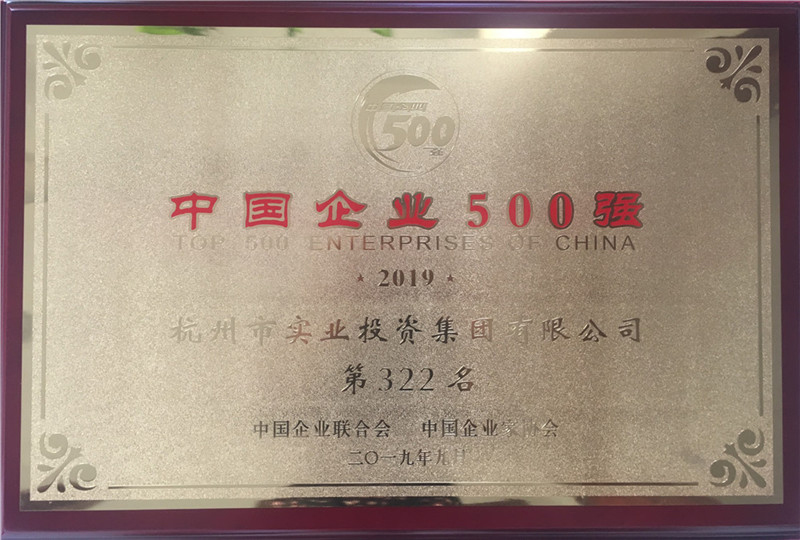 500
中国企业500强
TOP 500 ENTERPRISES OF CHINA
2019
杭州市实业投资集团有限公司
第322名
中国企业联合会 中国企业家协会
二〇一九年九月